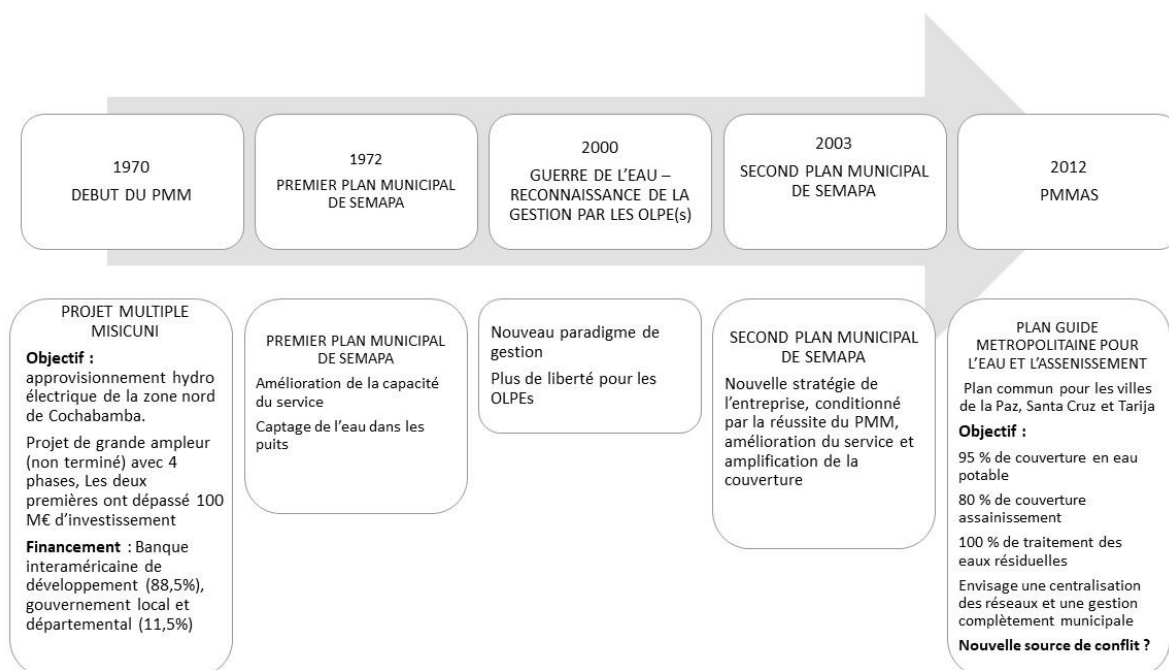 1970
DEBUT DU PMM
1972
PREMIER PLAN MUNICIPAL
DE SEMAPA
2000
GUERRE DE L'EAU –
RECONNAISSANCE DE LA
GESTION PAR LES OLPE(s)
2003
SECOND PLAN MUNICIPAL
DE SEMAPA
2012
PMMAS
PROJET MULTIPLE
MISICUNI
Objectif :
approvisionnement hydro
électrique de la zone nord
de Cochabamba.
Projet de grande ampleur
(non terminé) avec 4
phases, Les deux
premières ont dépassé 100
M€ d'investissement
Financement : Banque
interaméricaine de
développement (88,5%),
gouvernement local et
départemental (11,5%)
PREMIER PLAN MUNICIPAL
DE SEMAPA
Amélioration de la capacité
du service
Captage de l'eau dans les
puits
Nouveau paradigme de
gestion
Plus de liberté pour les
OLPEs
SECOND PLAN MUNICIPAL
DE SEMAPA
Nouvelle stratégie de
l'entreprise, conditionné
par la réussite du PMM,
amélioration du service et
amplification de la
couverture
PLAN GUIDE
METROPOLITAINE POUR
L'EAU ET L'ASSENISSEMENT
Plan commun pour les villes
de la Paz, Santa Cruz et Tarija
Objectif :
95 % de couverture en eau
potable
80 % de couverture
assainissement
100 % de traitement des
eaux résiduelles
Envisage une centralisation
des réseaux et une gestion
complètement municipale
Nouvelle source de conflit ?